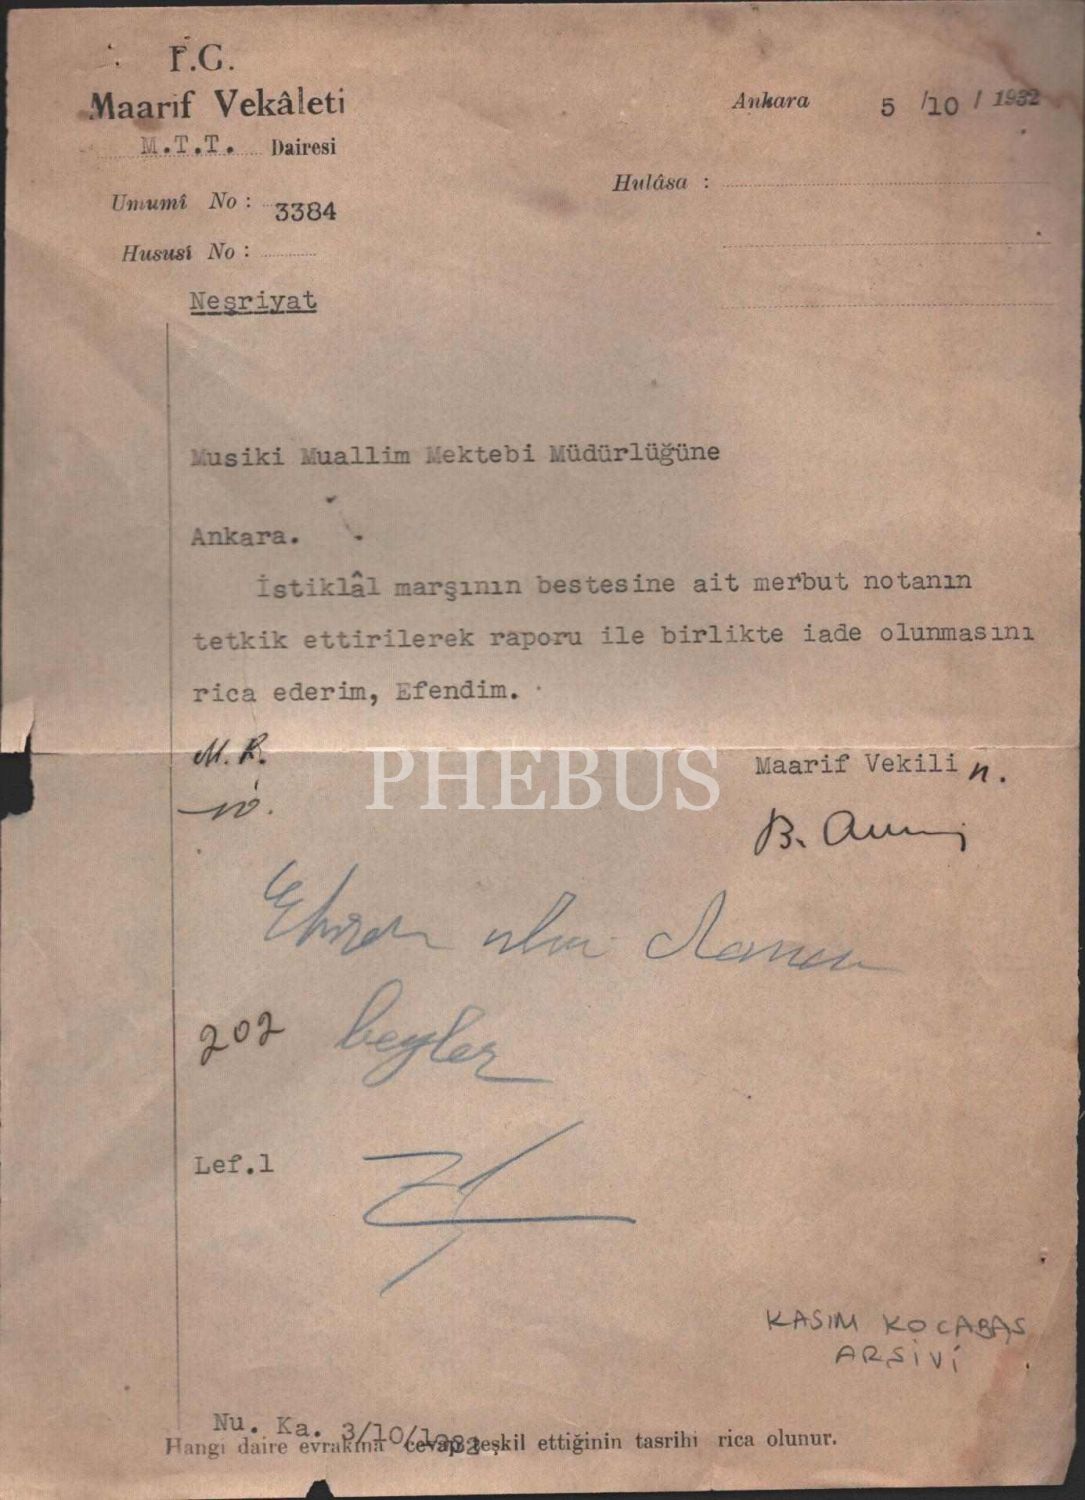 T.C.
Maarif Vekâleti
M.T.T. Dairesi
Umumî No : 3384
Hususî No :
Neşriyat
Ankara 5 /10 / 1932
Hulâsa :
Musiki Muallim Mektebi Müdürlüğüne
Ankara.
İstiklâl marşının bestesine ait merbut notanın
tetkik ettirilerek raporu ile birlikte iade olunmasını
rica ederim, Efendim.
M. R.
Maarif Vekili n.
PHEBUS
B.
202 beyler
Lef.1
KASIM KOCABAŞ
ARŞİVİ
Nu. Ka. 3/10/1932
Hangi daire evrakına cevap teşkil ettiğinin tasrihi rica olunur.